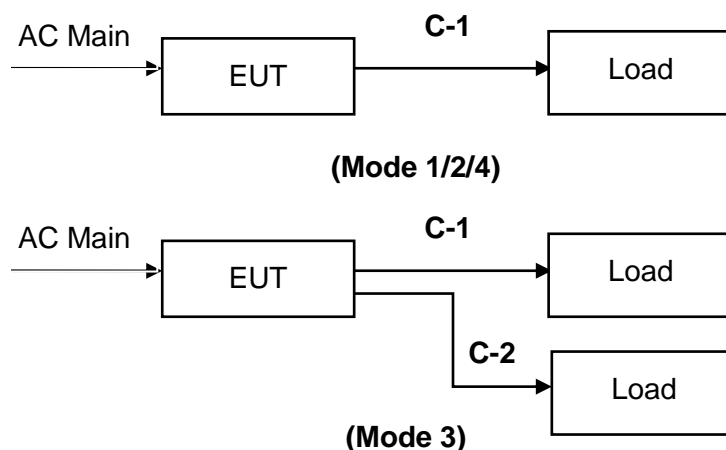 AC Main
C-1
EUT
Load
(Mode 1/2/4)
AC Main
C-1
EUT
Load
C-2
Load
(Mode 3)